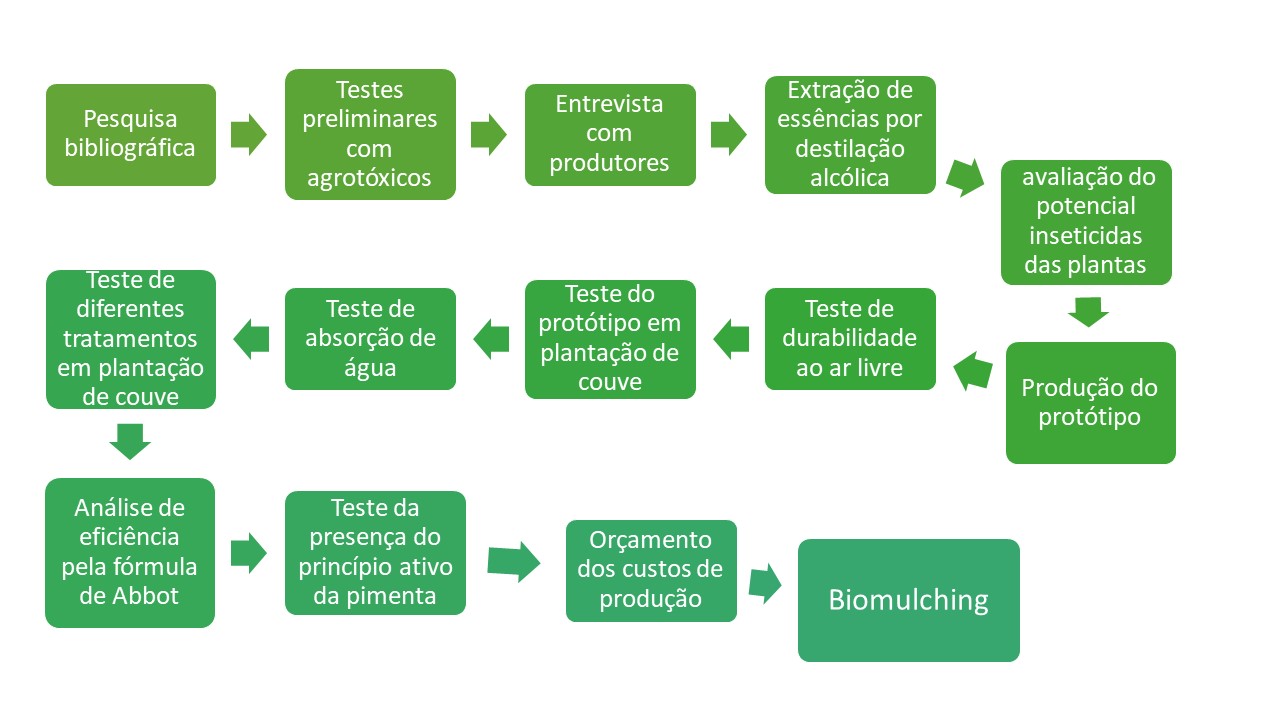 Pesquisa
bibliográfica
Testes
preliminares
com
agrotóxicos
Entrevista
com
produtores
Extração de
essências por
destilação
alcólica
avaliação do
potencial
inseticidas
das plantas
Produção do
protótipo
Teste de
durabilidade
ao ar livre
Teste do
protótipo em
plantação de
couve
Teste de
absorção de
água
Teste de
diferentes
tratamentos
em plantação
de couve
Análise de
eficiência
pela fórmula
de Abbot
Teste da
presença do
princípio ativo
da pimenta
Orçamento
dos custos de
produção
Biomulching